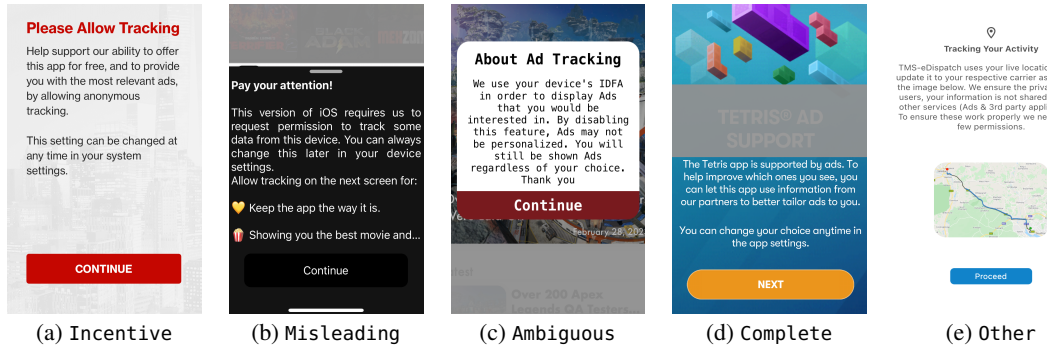 Please Allow Tracking
Help support our ability to offer
this app for free, and to provide
you with the most relevant ads,
by allowing anonymous
tracking.
This setting can be changed at
any time in your system
settings.
CONTINUE
(a) Incentive
ADAM
Pay your attention!
This version of iOS requires us to
request permission to track some
data from this device. You can always
change this later in your device
settings.
Allow tracking on the next screen for:
💛 Keep the app the way it is.
🍿 Showing you the best movie and...
Continue
(b) Misleading
About Ad Tracking
We use your device's IDFA
in order to display Ads
that you would be
interested in. By disabling
this feature, Ads may not
be personalized. You will
still be shown Ads
regardless of your choice.
Thank you
Continue
February 28, 202
Over 200 Apex
Legends QA Testers...
(c) Ambiguous
TETRIS® AD
SUPPORT
The Tetris app is supported by ads. To
help improve which ones you see, you
can let this app use information from
our partners to better tailor ads to you.
You can change your choice anytime in
the app settings.
NEXT
(d) Complete
Tracking Your Activity
TMS-eDispatch uses your live locatio
update it to your respective carrier as
the image below. We ensure the priva
users, your information is not shared
other services (Ads & 3rd party appli
To ensure these work properly we ne
few permissions.
Proceed
(e) Other